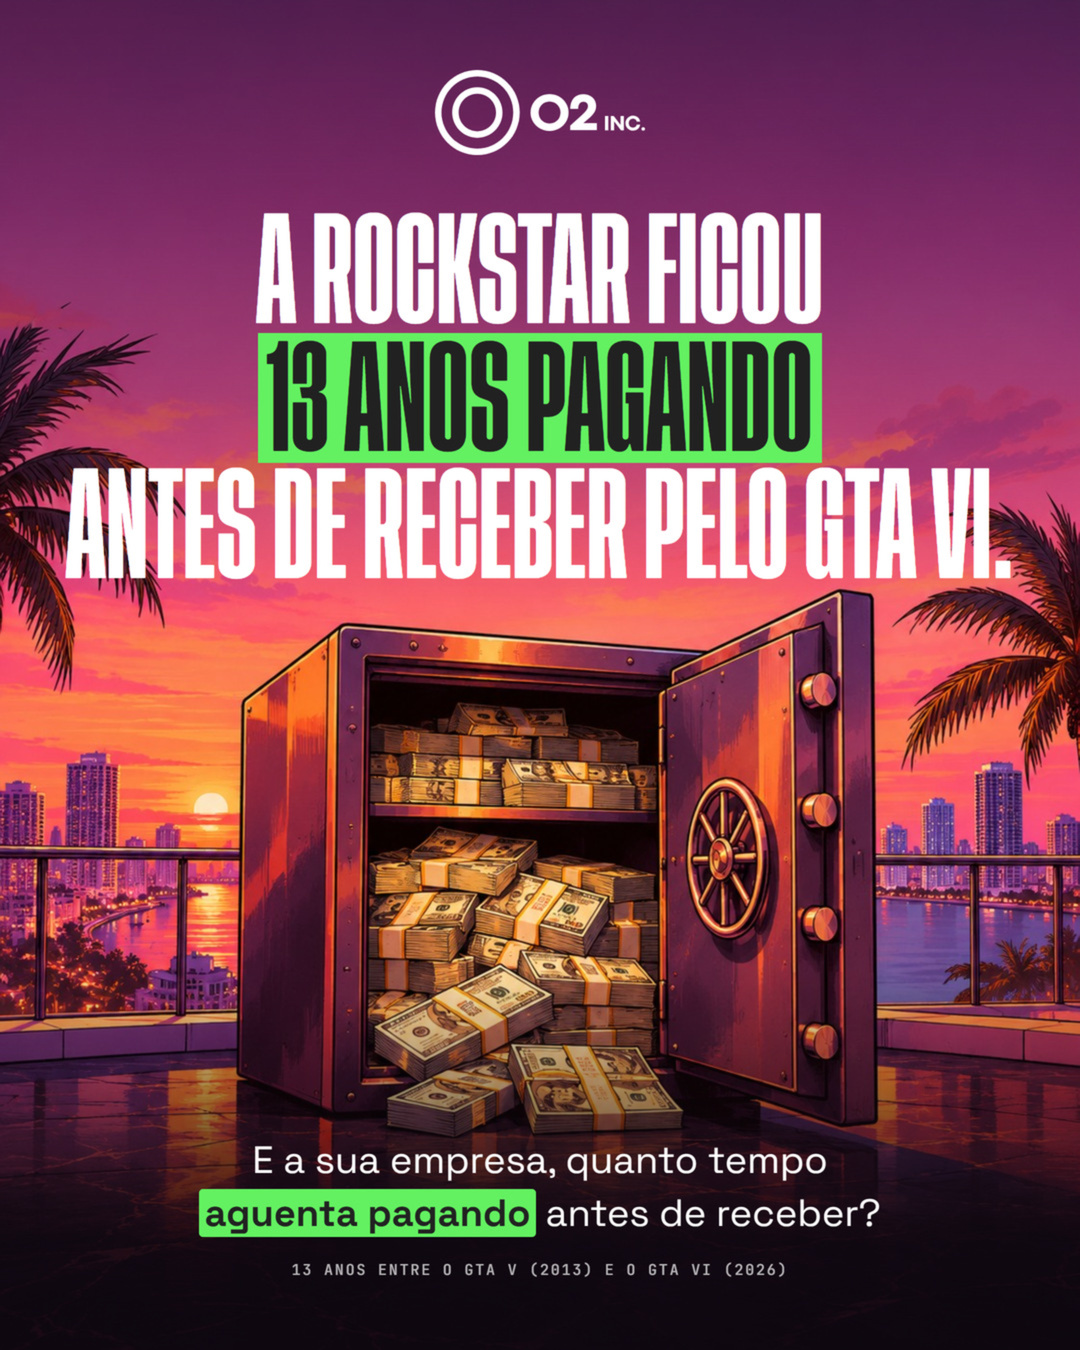 O2 INC.
A ROCKSTAR FICOU
13 ANOS PAGANDO
ANTES DE RECEBER PELO GTA VI.
E a sua empresa, quanto tempo
aguenta pagando antes de receber?
13 ANOS ENTRE O GTA V (2013) E O GTA VI (2026)